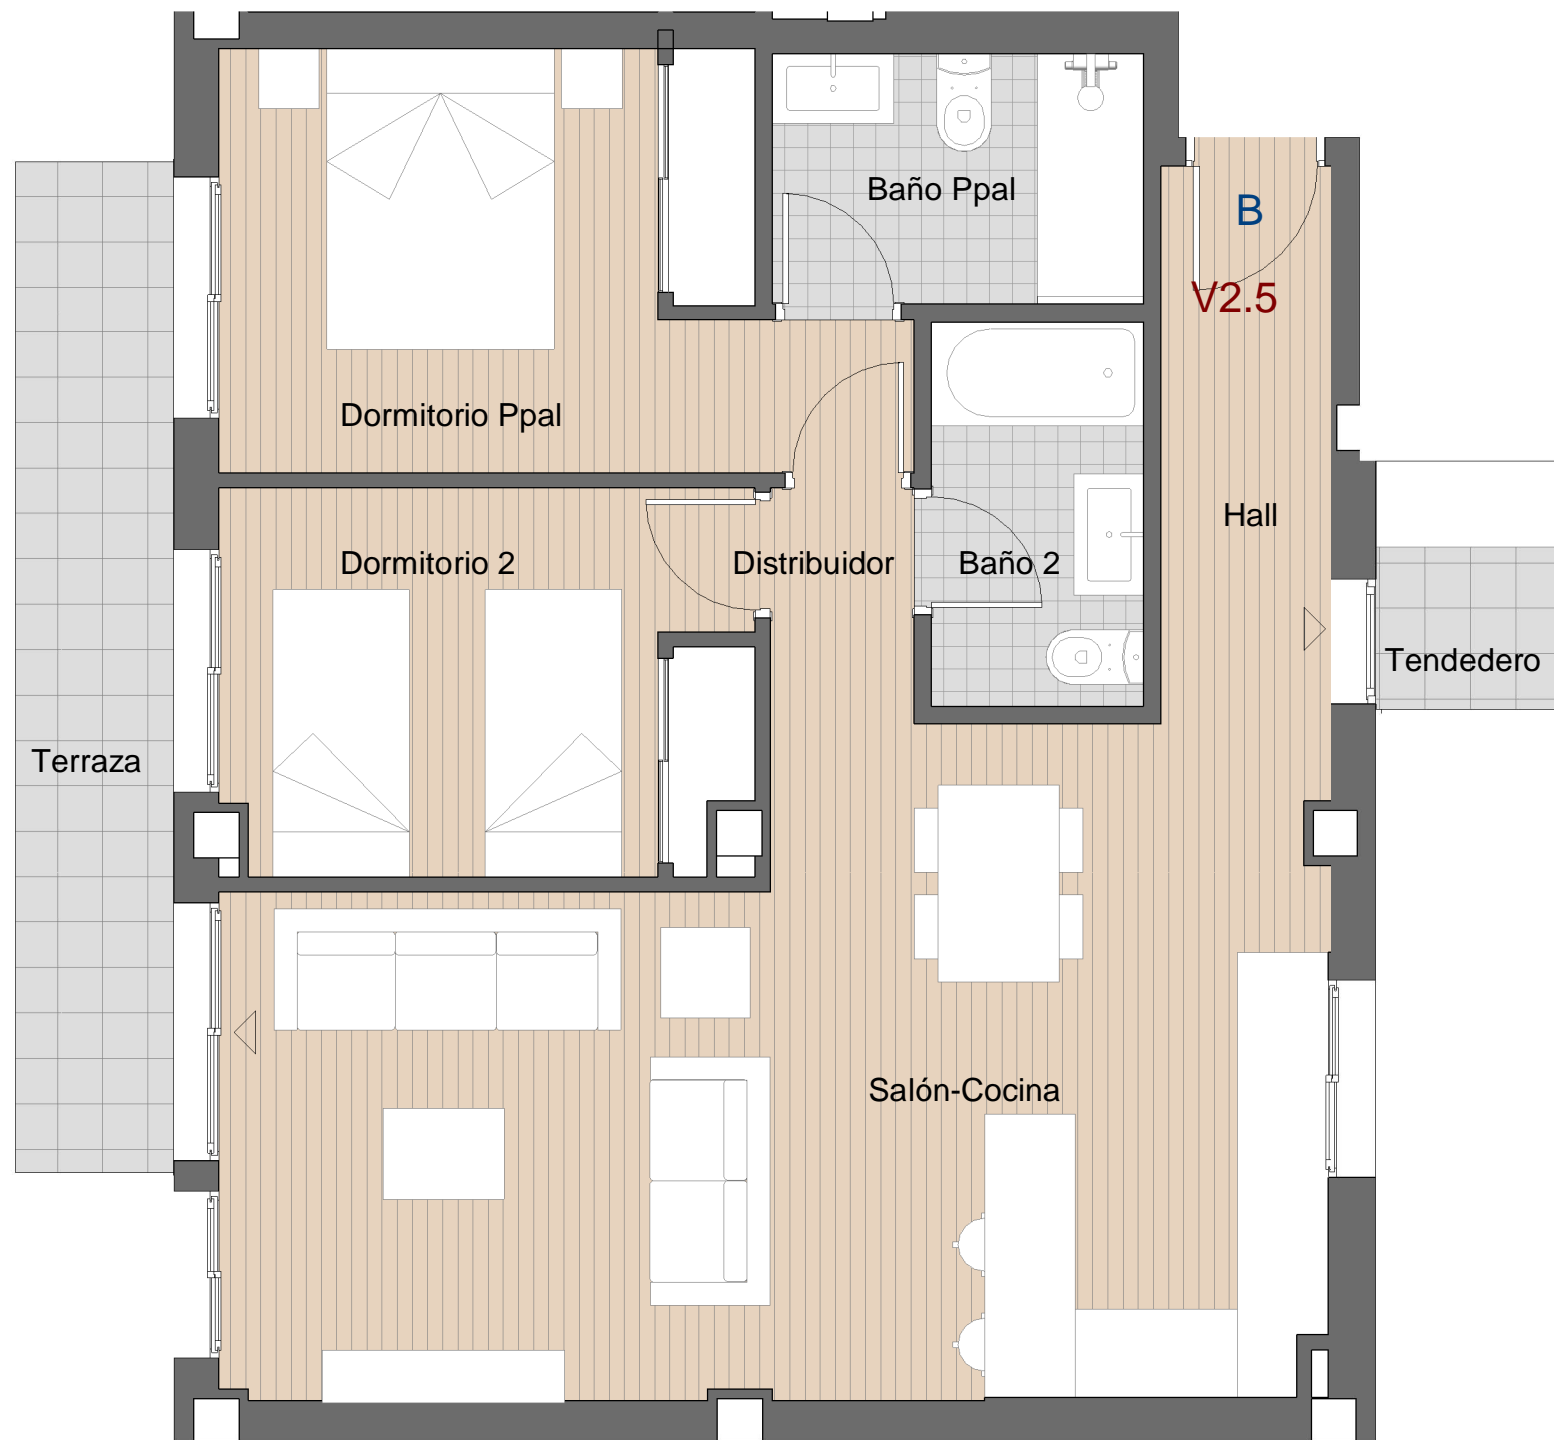 Baño Ppal
B
V2.5
Dormitorio Ppal
Hall
Dormitorio 2
Distribuidor
Baño 2
Tendedero
Terraza
Salón-Cocina